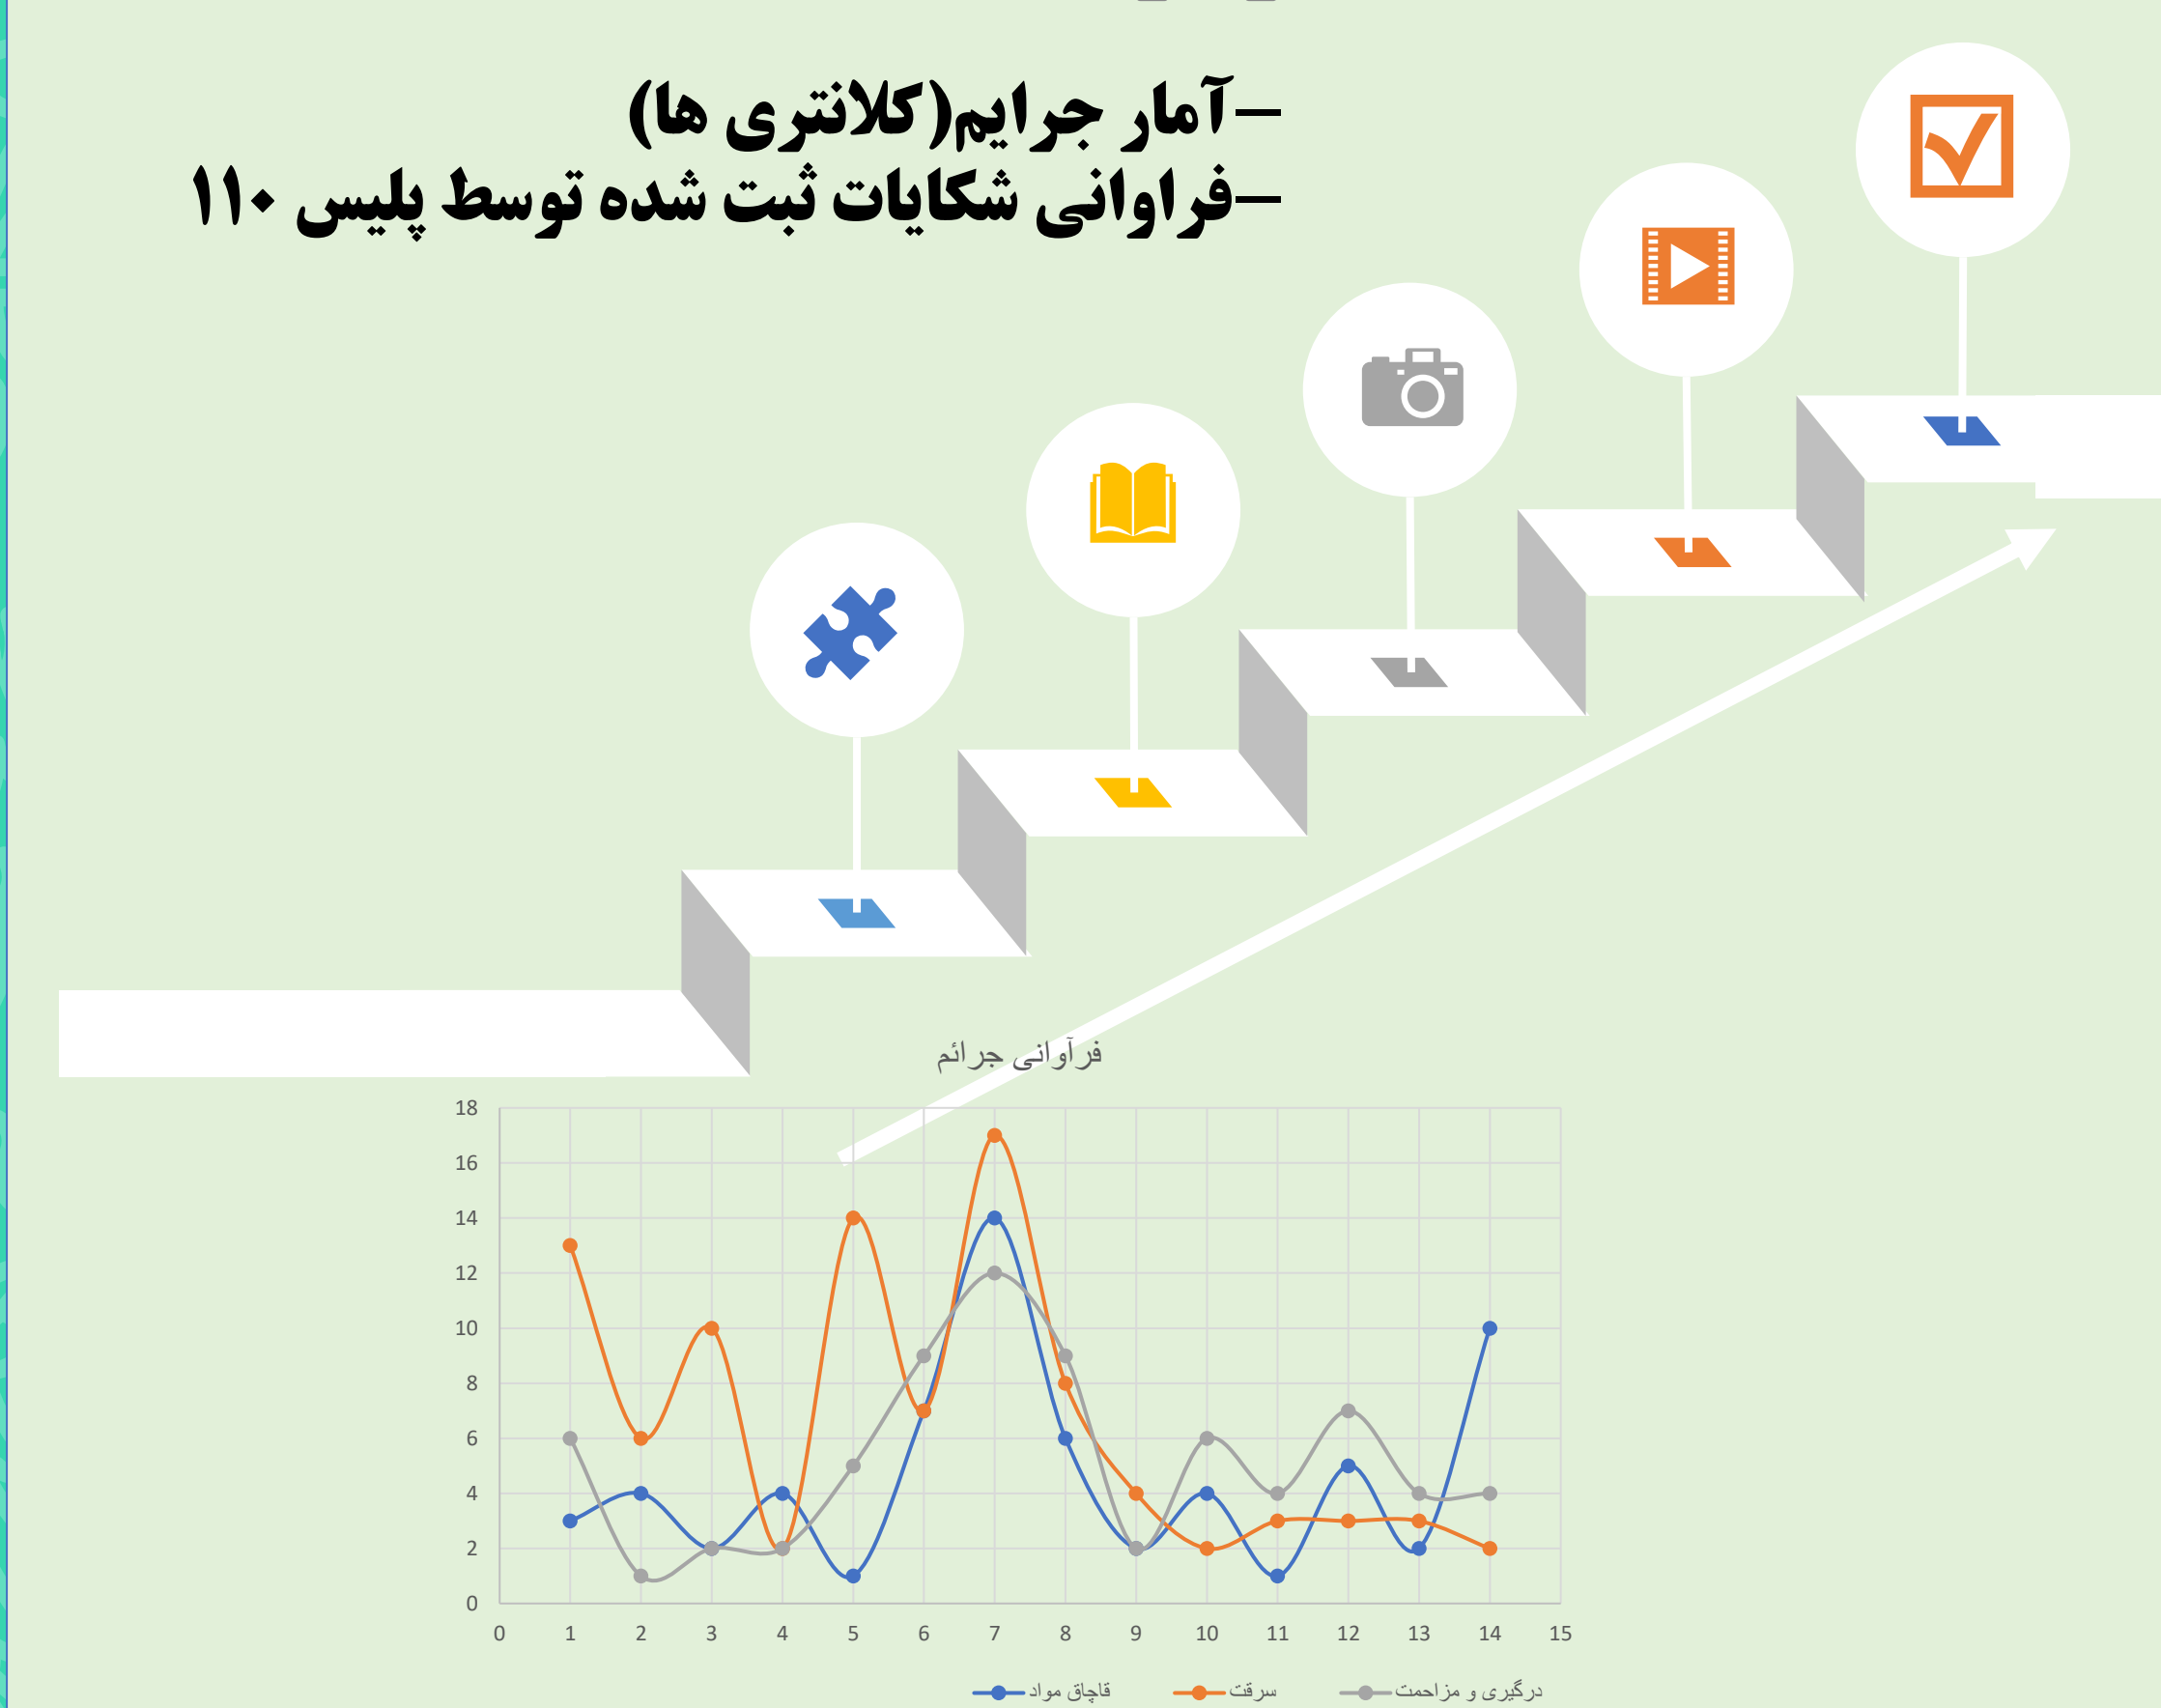 –آمار جرایم(کلانتری ها)
–فراوانی شکایات ثبت شده توسط پلیس ۱۱۰
فرآوانی جرائم
18
16
14
12
10
8
6
4
2
0
0 1 2 3 4 5 6 7 8 9 10 11 12 13 14 15
قاچاق مواد
سرقت
درگیری و مزاحمت